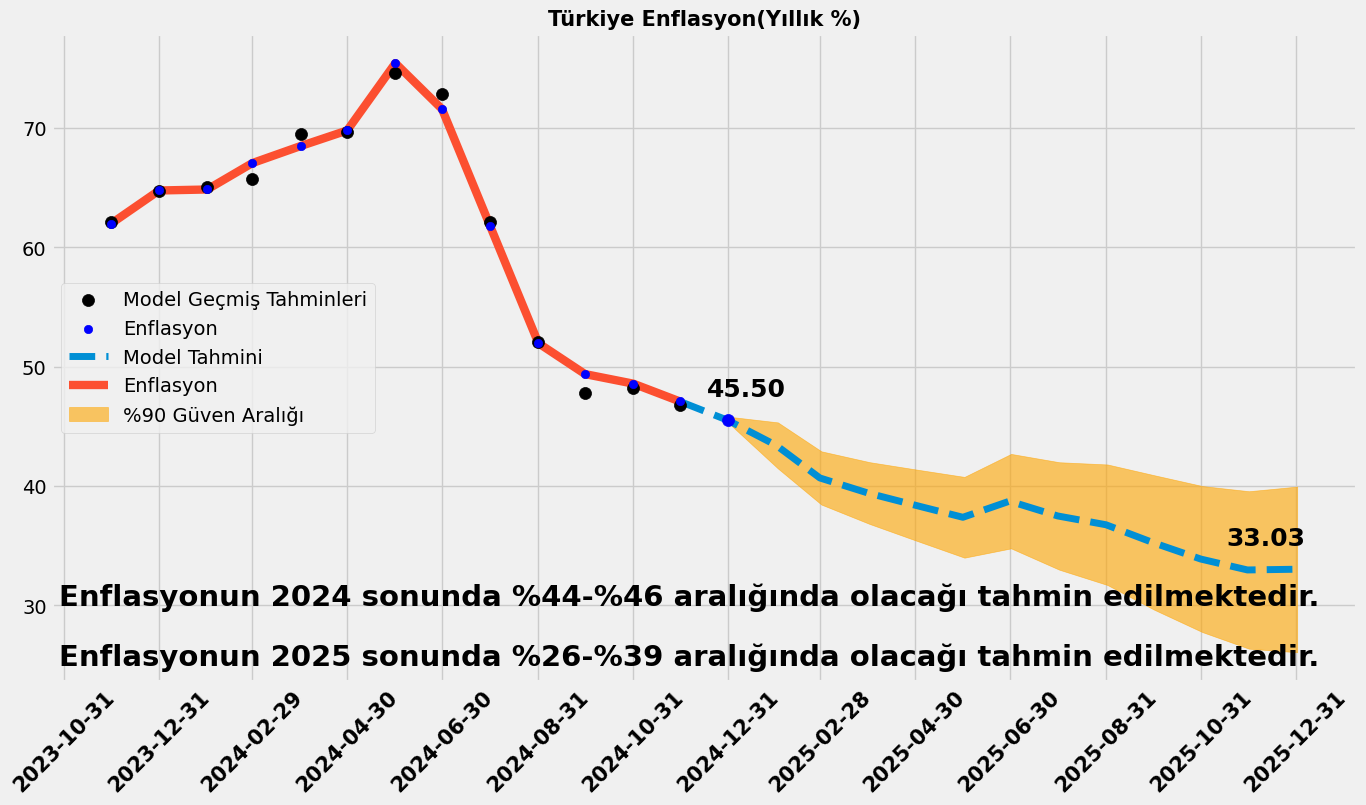 Türkiye Enflasyon(Yıllık %)
70
60
50
40
30
Model Geçmiş Tahminleri
Enflasyon
Model Tahmini
Enflasyon
%90 Güven Aralığı
45.50
33.03
Enflasyonun 2024 sonunda %44-%46 aralığında olacağı tahmin edilmektedir.
Enflasyonun 2025 sonunda %26-%39 aralığında olacağı tahmin edilmektedir.
2023-10-31
2023-12-31
2024-02-29
2024-04-30
2024-06-30
2024-08-31
2024-10-31
2024-12-31
2025-02-28
2025-04-30
2025-06-30
2025-08-31
2025-10-31
2025-12-31